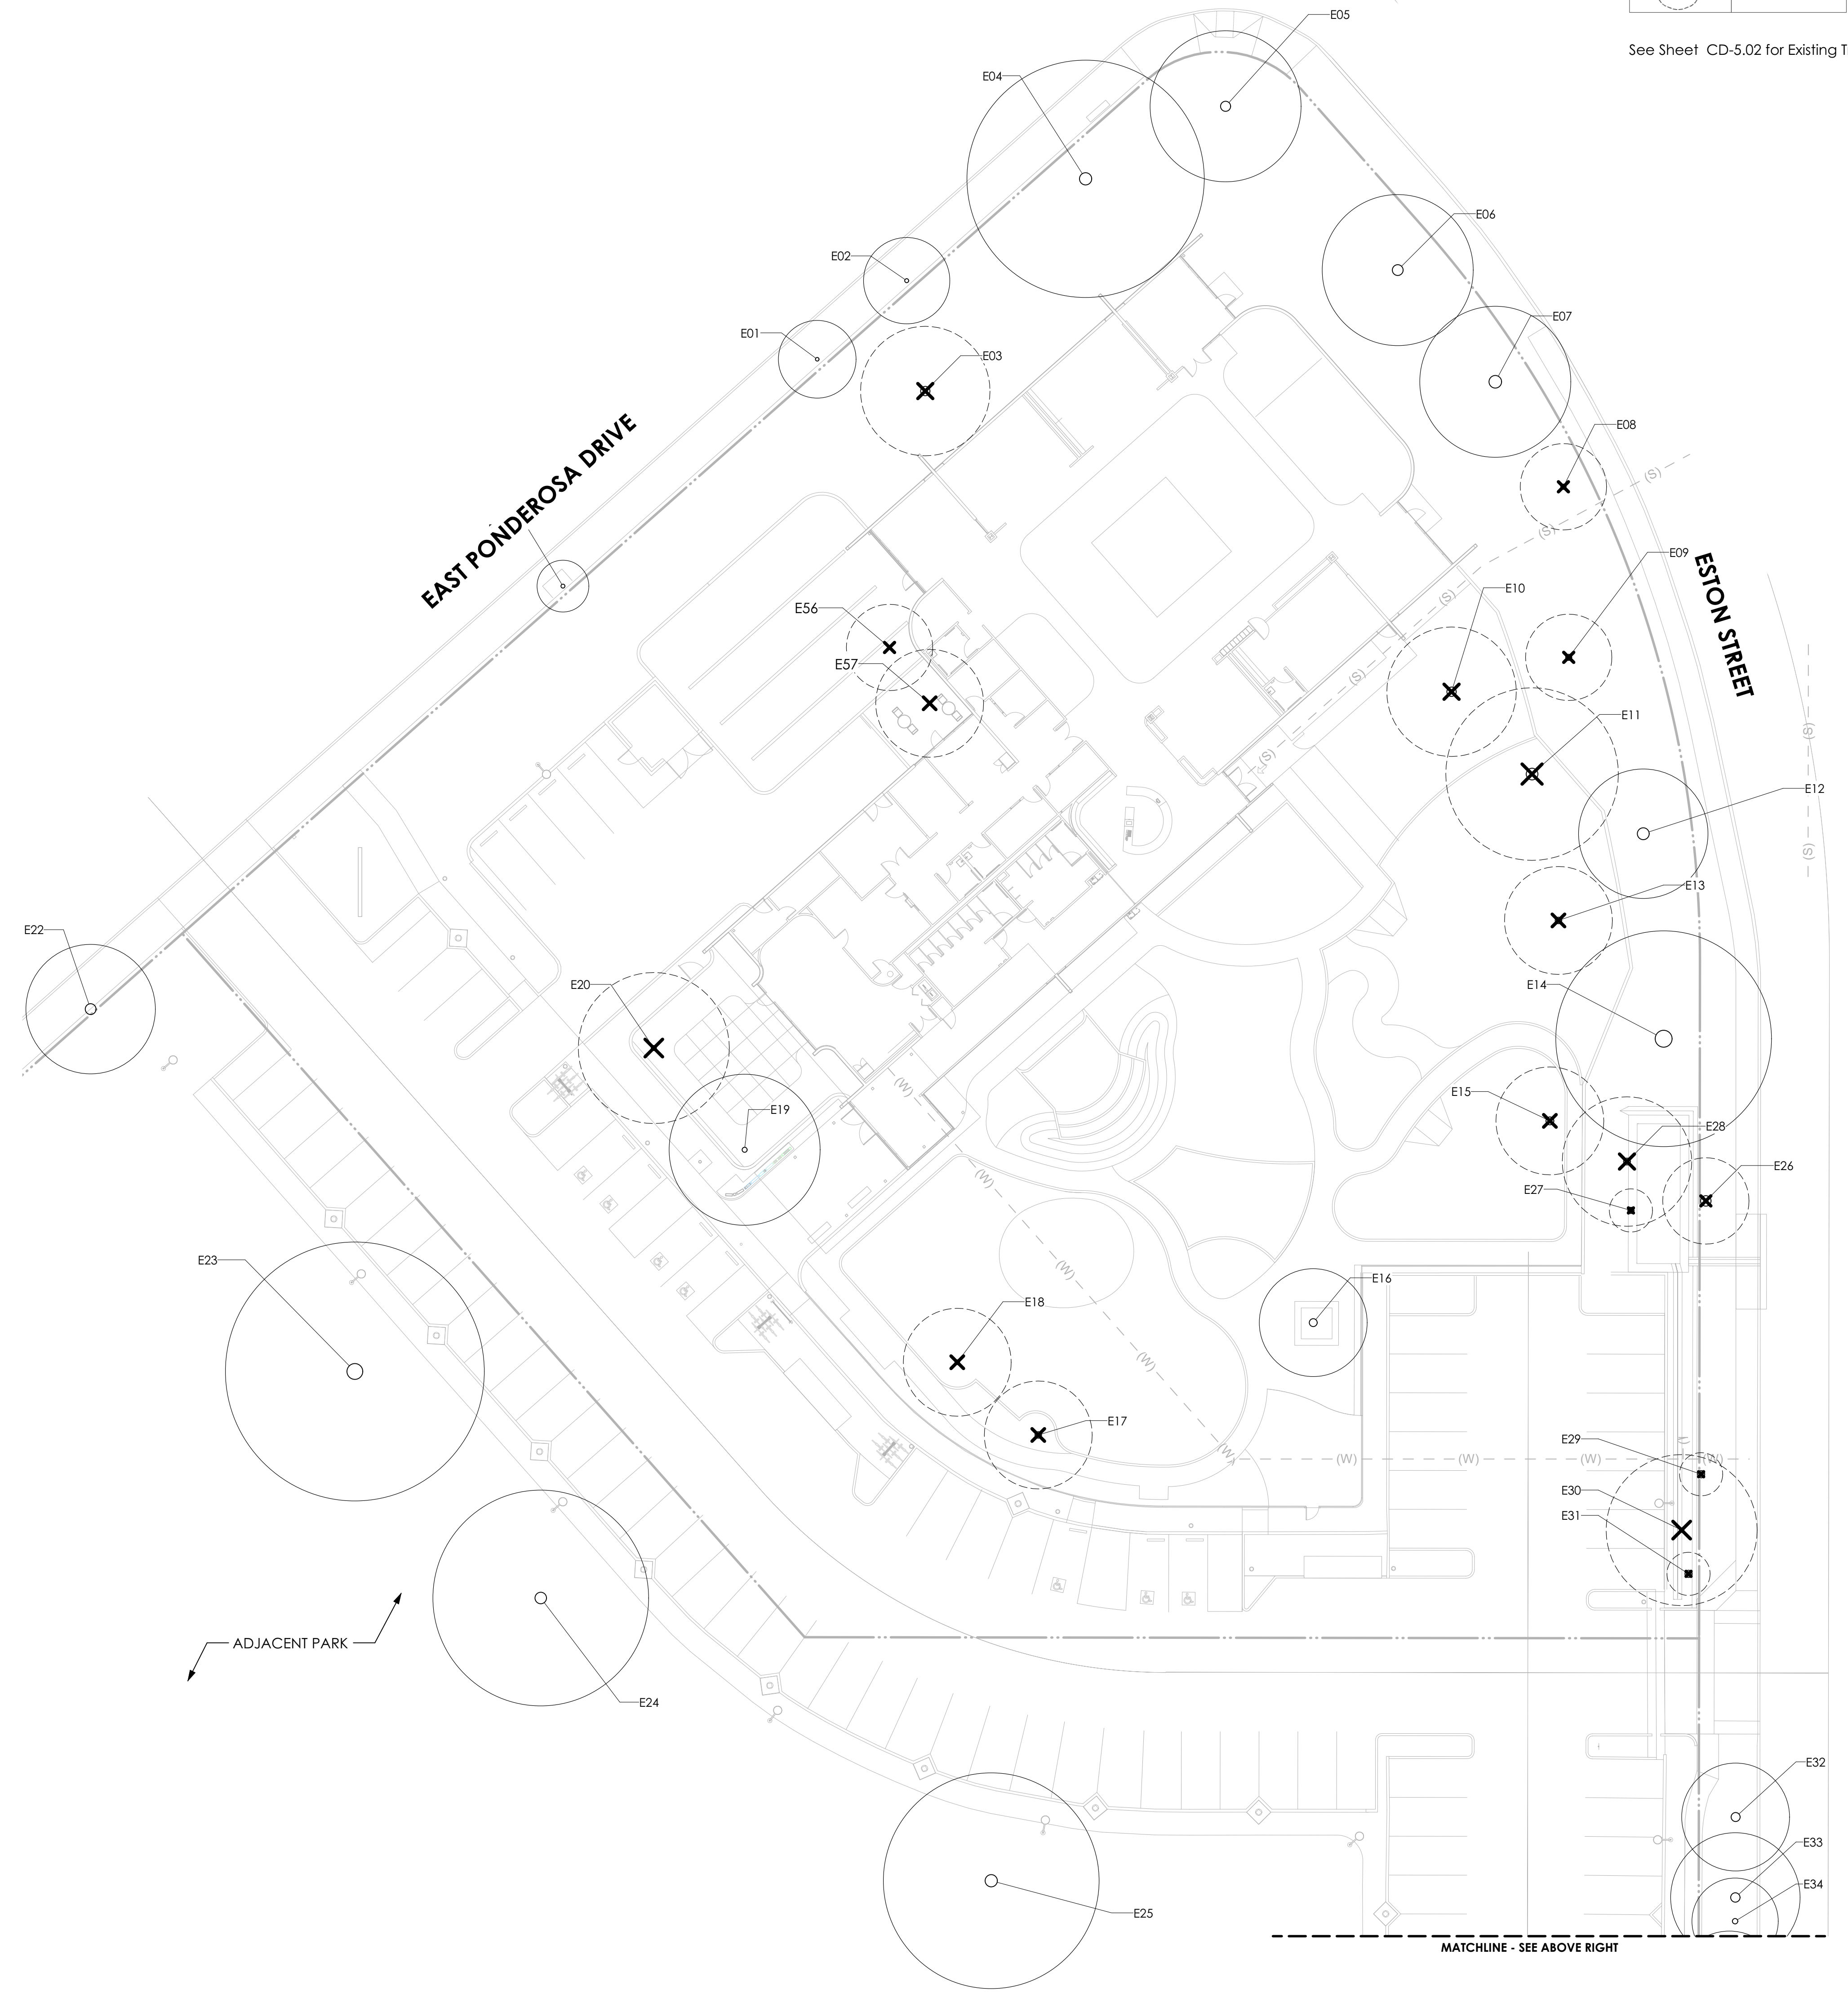 E05
See Sheet CD-5.02 for Existing T
E04
E06
E02
E07
E01
E03
E08
EAST PONDEROSA DRIVE
(S)
(S)
E09
ESTON STREET
E10
(S)
E56
E57
(S)
E11
(S)
(S)
E12
(S)
E13
E22
E20
E14
(W)
E15
E19
E28
E26
(W)
E27
E23
(W)
E16
E18
(W)
E17
E29
(W)
(W)
(W)
(W)
(W)
E30
E31
ADJACENT PARK
E24
E32
E33
E34
E25
MATCHLINE - SEE ABOVE RIGHT